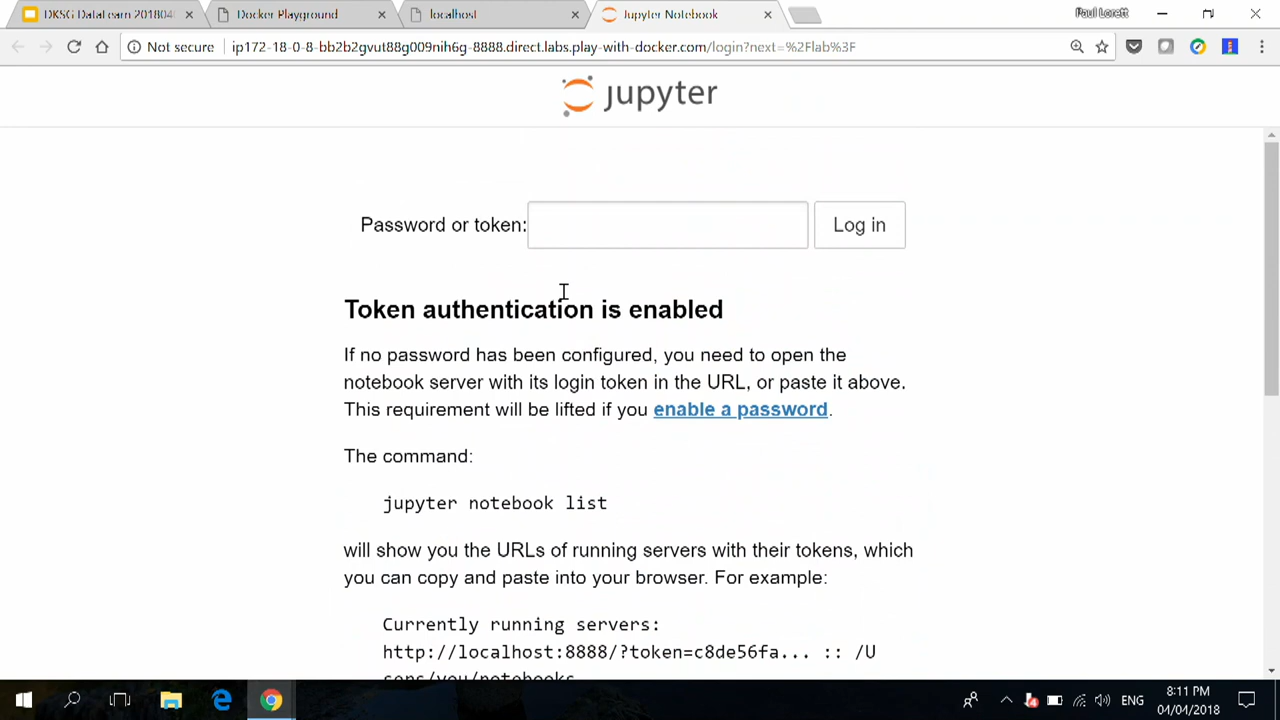 DKSG DataLearn 201804
Docker Playground
localhost
Jupyter Notebook
Paul Lorett
Not secure
ip172-18-0-8-bb2b2gvut88g009nih6g-8888.direct.labs.play-with-docker.com/login?next=%2Flab%3F
jupyter
Password or token:
Log in
Token authentication is enabled
If no password has been configured, you need to open the
notebook server with its login token in the URL, or paste it above.
This requirement will be lifted if you enable a password.
The command:
jupyter notebook list
will show you the URLs of running servers with their tokens, which
you can copy and paste into your browser. For example:
Currently running servers:
http://localhost:8888/?token=c8de56fa... :: /U
sers/you/notebooks
ENG
8:11 PM
04/04/2018